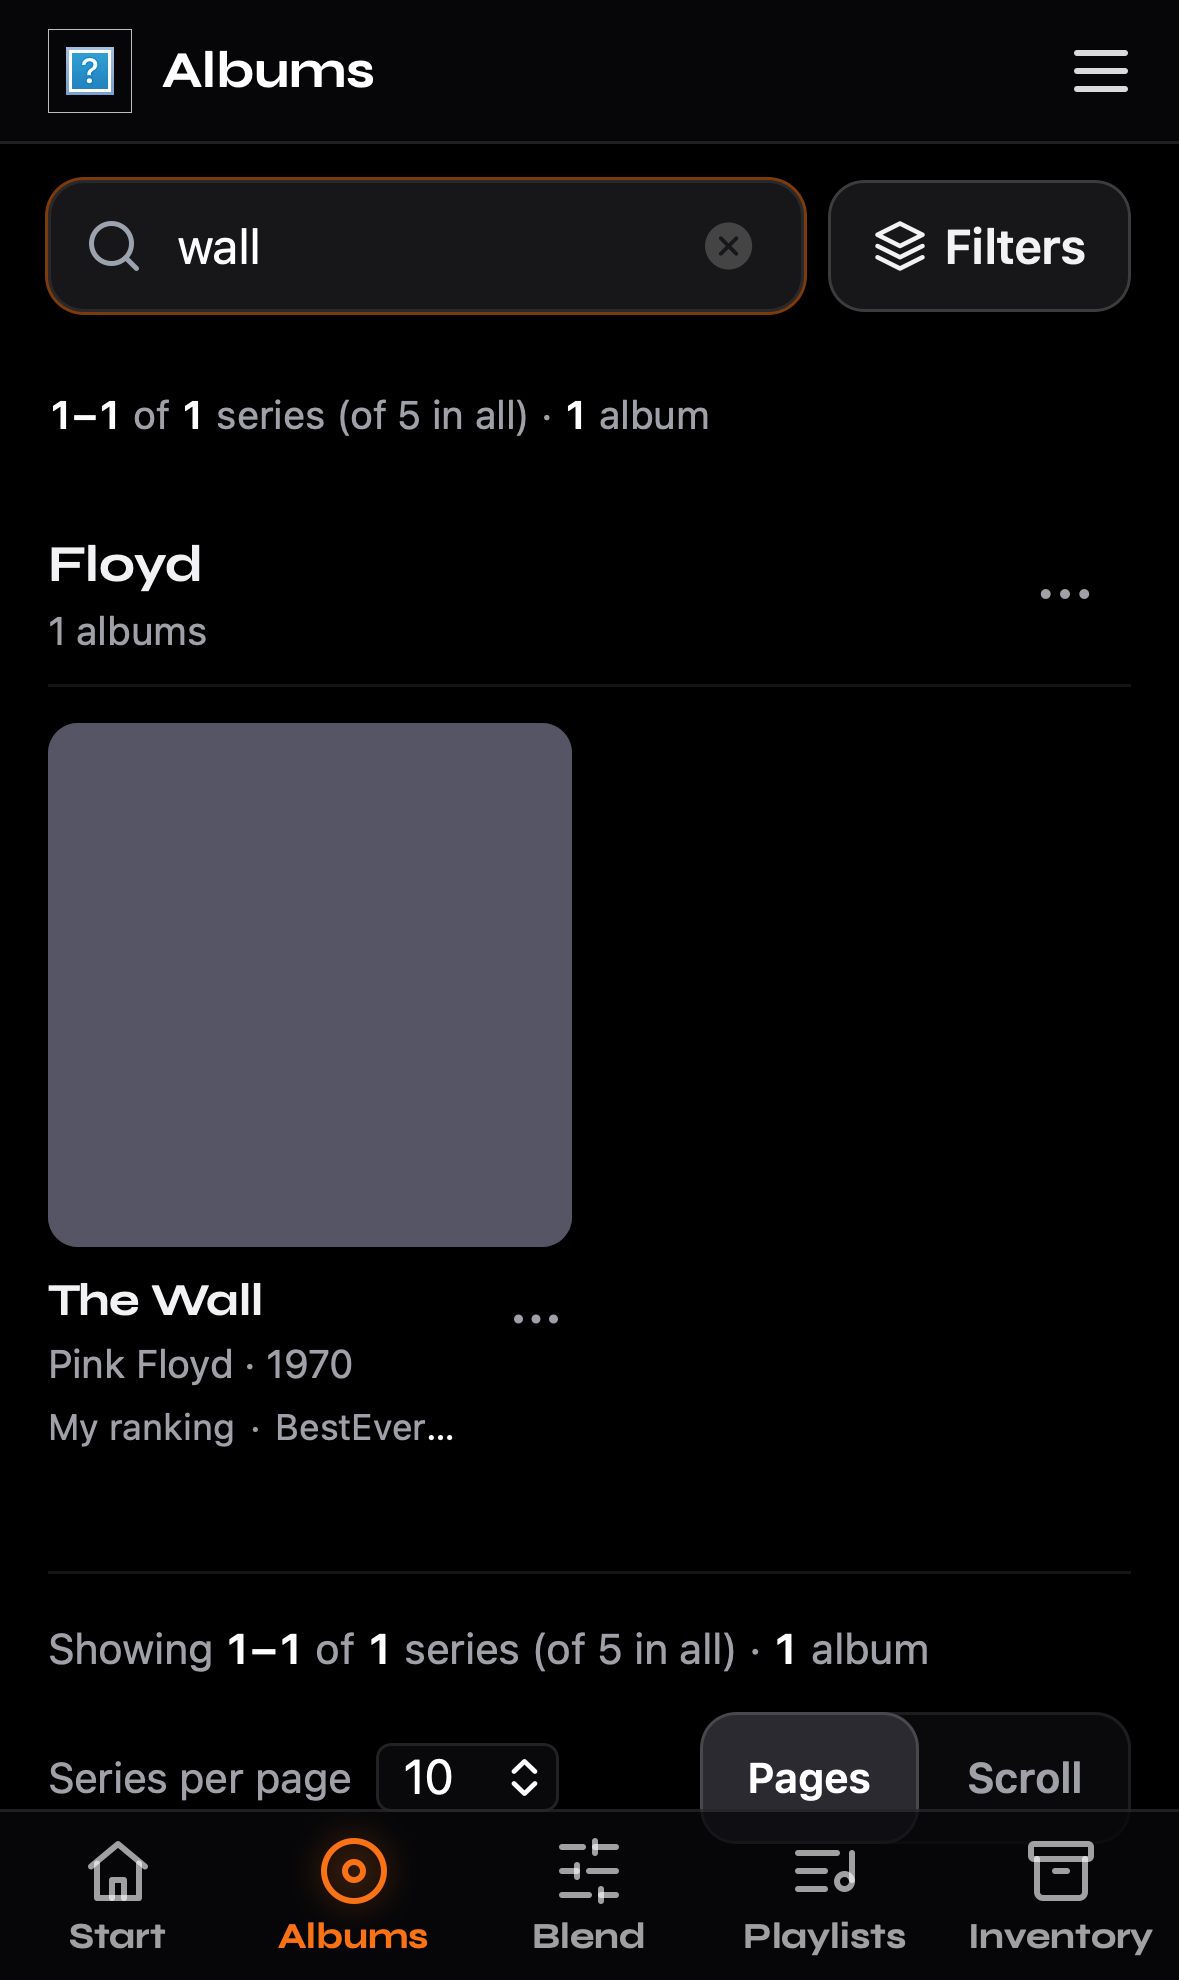 Albums
wall
Filters
1–1 of 1 series (of 5 in all) · 1 album
Floyd
1 albums
The Wall
Pink Floyd · 1970
My ranking · BestEver...
Showing 1–1 of 1 series (of 5 in all) · 1 album
Series per page 10
Pages Scroll
Start Albums Blend Playlists Inventory